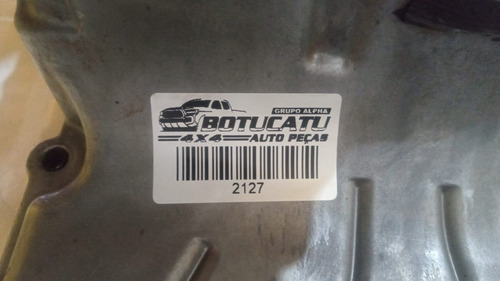 GRUPO ALPHA
BOTUCATU
4X4 AUTO PEÇAS
2127